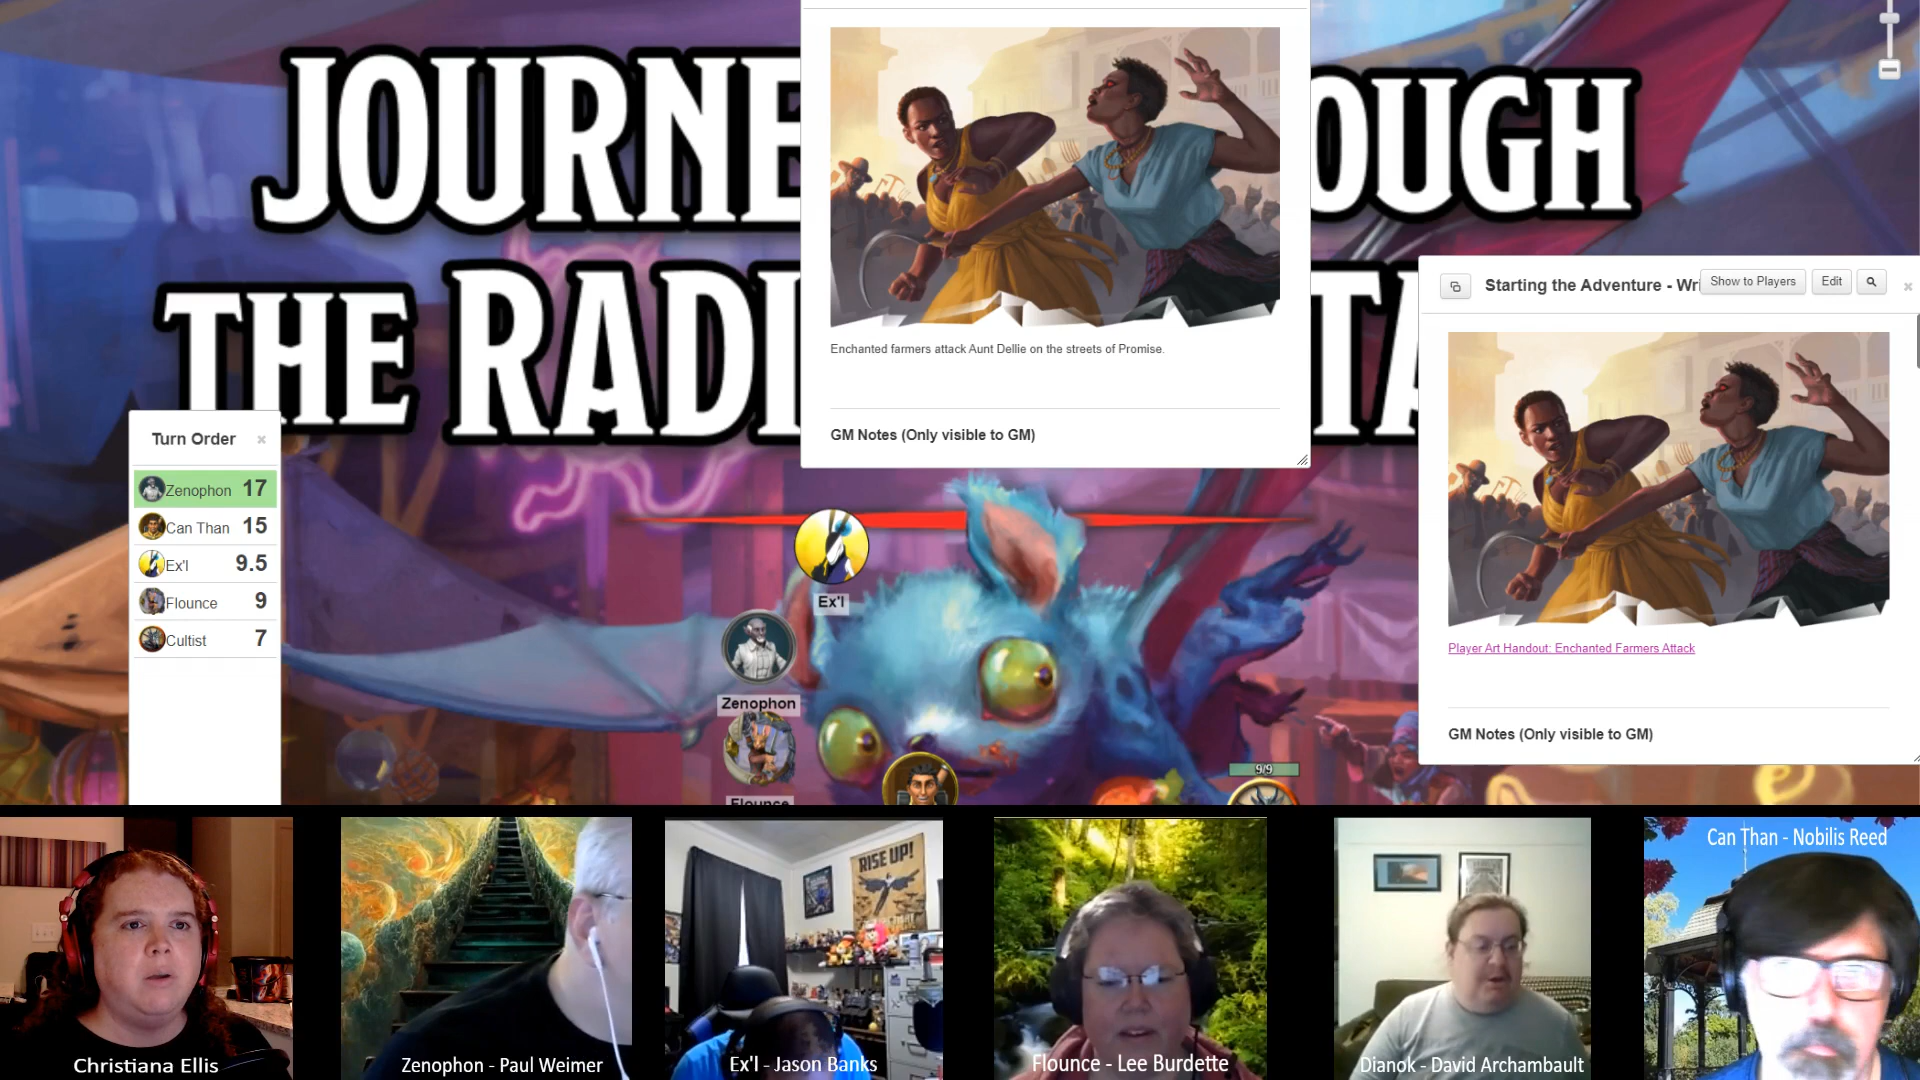 JOURNE
OUGH
THE RADI
TA
Enchanted farmers attack Aunt Dellie on the streets of Promise.
GM Notes (Only visible to GM)
Starting the Adventure - Wri
Show to Players
Edit
Player Art Handout: Enchanted Farmers Attack
GM Notes (Only visible to GM)
Turn Order
Zenophon 17
Can Than 15
Ex'l 9.5
Flounce 9
Cultist 7
Ex'l
Zenophon
Flounce
9/9
RISE UP!
Can Than - Nobilis Reed
Christiana Ellis
Zenophon - Paul Weimer
Ex'l - Jason Banks
Flounce - Lee Burdette
Dianok - David Archambault